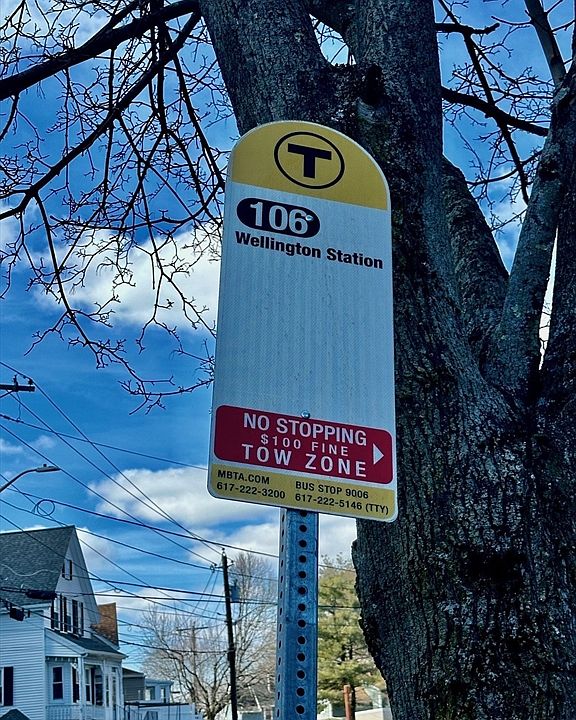 T
106
Wellington Station
NO STOPPING
$100 FINE
TOW ZONE
MBTA.COM
617-222-3200
BUS STOP 9006
617-222-5146 (TTY)